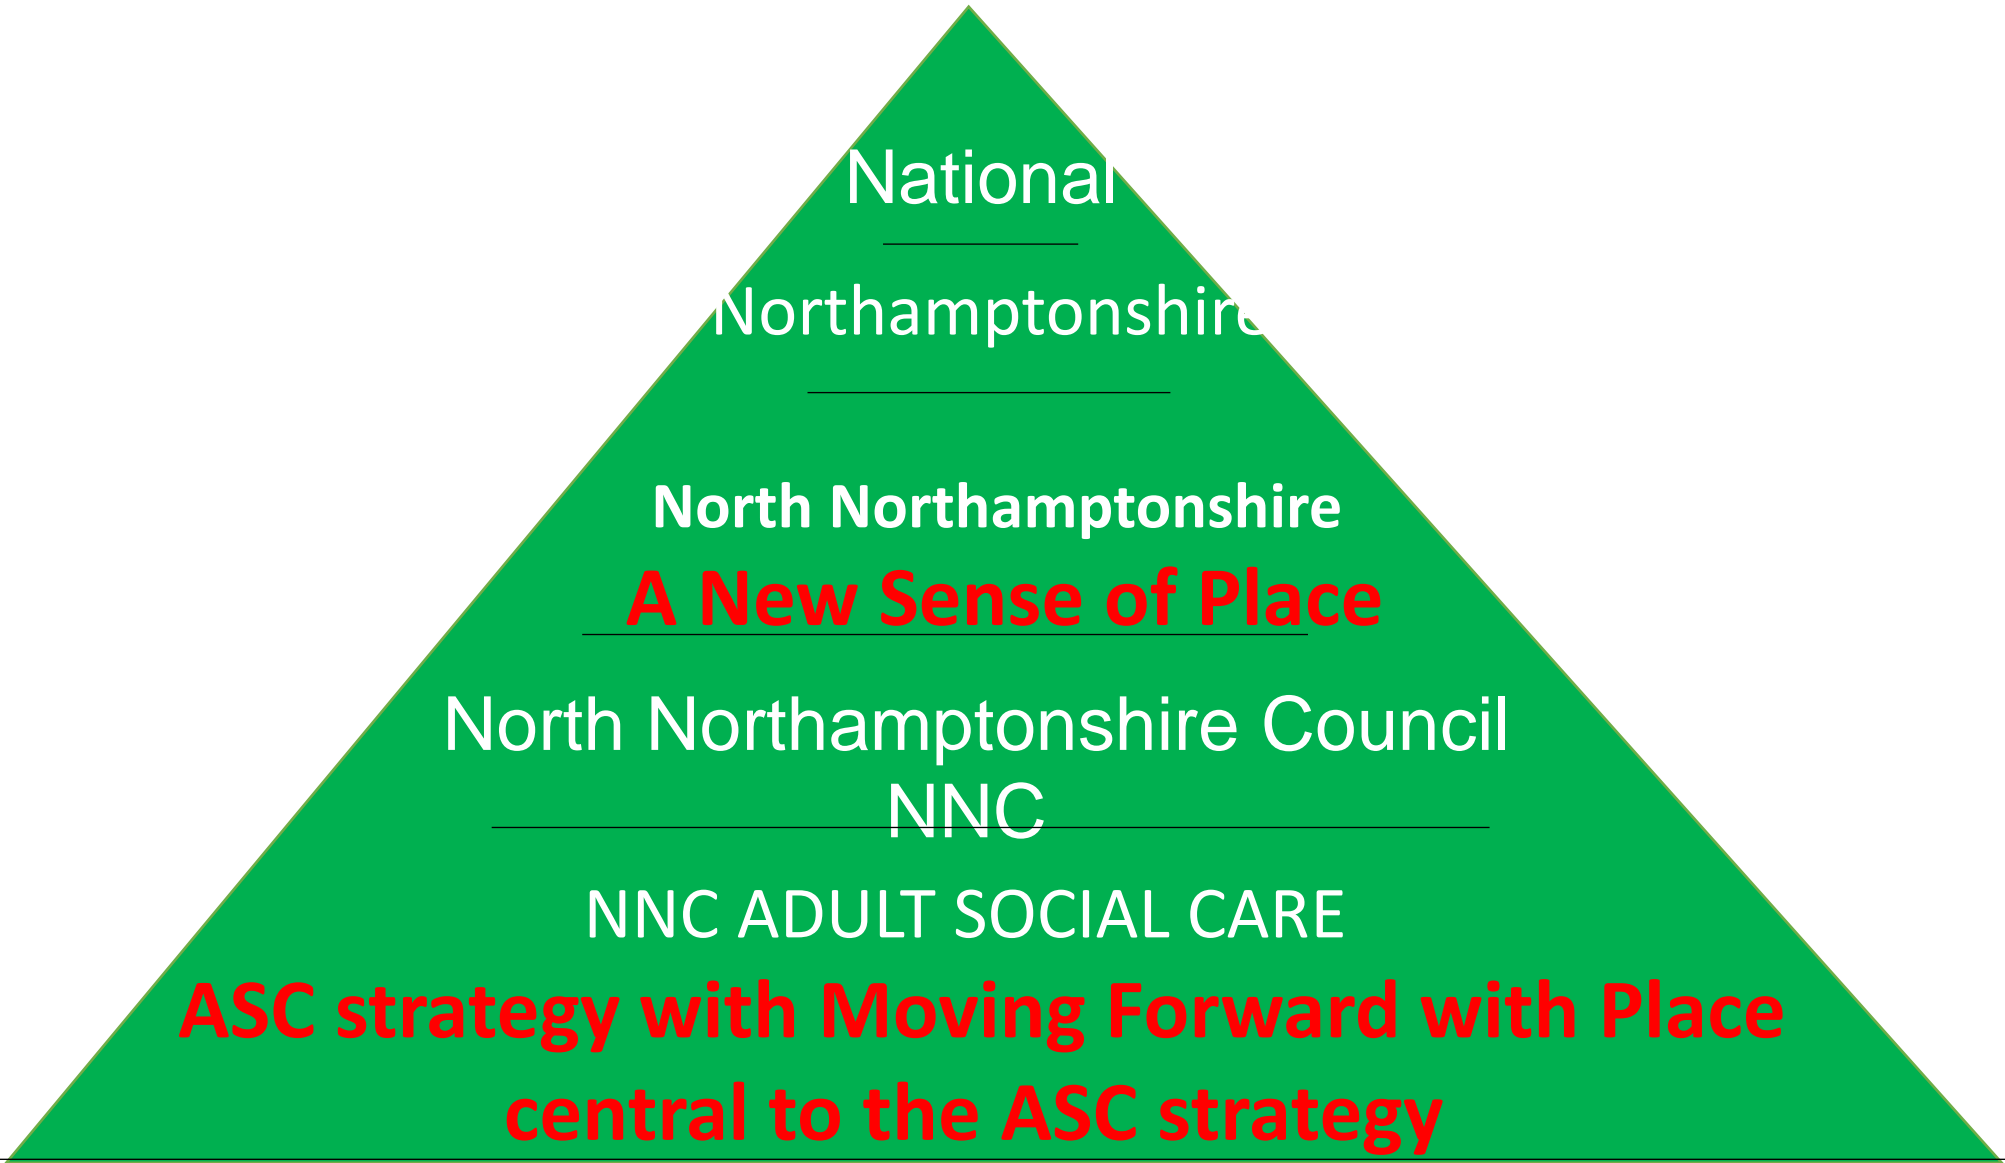 National
Northamptonshire
North Northamptonshire
A New Sense of Place
North Northamptonshire Council
NNC
NNC ADULT SOCIAL CARE
ASC strategy with Moving Forward with Place
central to the ASC strategy